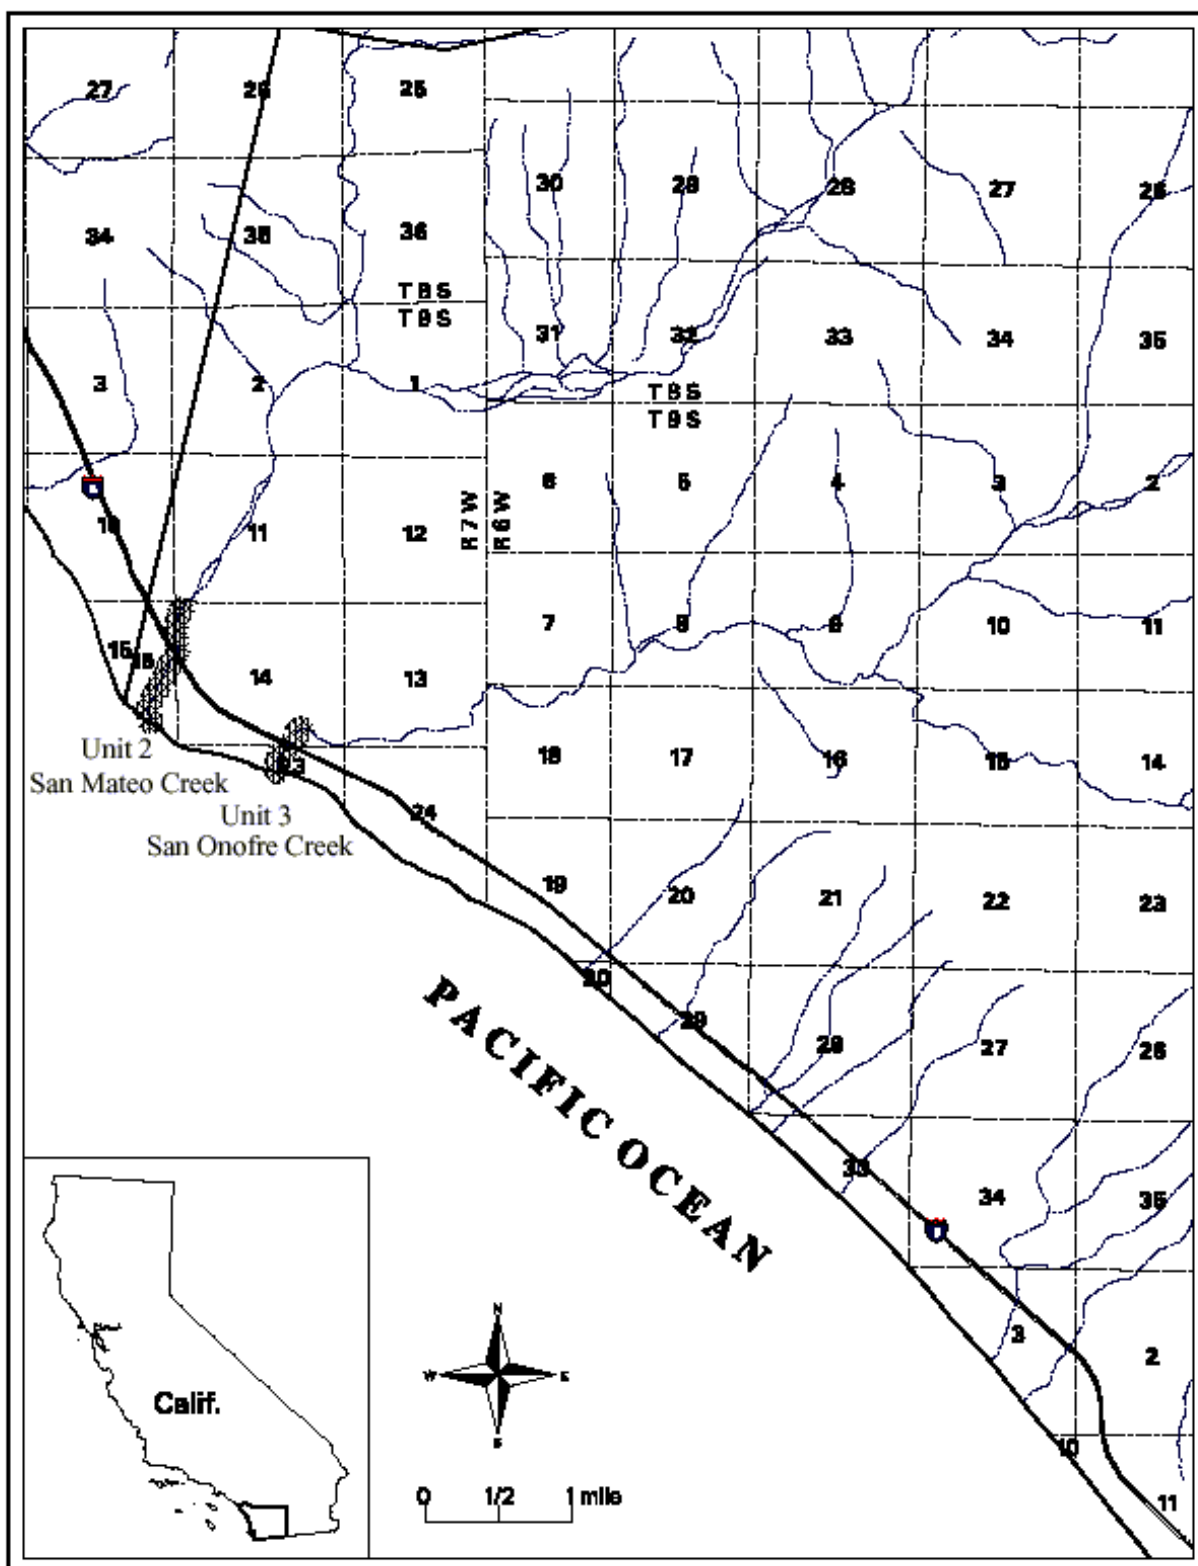 27 26 25
30 29 28 27 26
34 35 36
T 8 S
T 9 S
31 32 33 34 35
3 2 1
T 8 S
T 9 S
6 5 4 3 2
R 7 W
R 6 W
10 11 12
7 8 9 10 11
15 15 14 13
18 17 16 15 14
Unit 2
San Mateo Creek
23
Unit 3
San Onofre Creek
24
19 20 21 22 23
30 29 28 27 26
PACIFIC OCEAN
33 34 35
3 2
10 11
Calif.
N
W E
S
0 1/2 1 mile